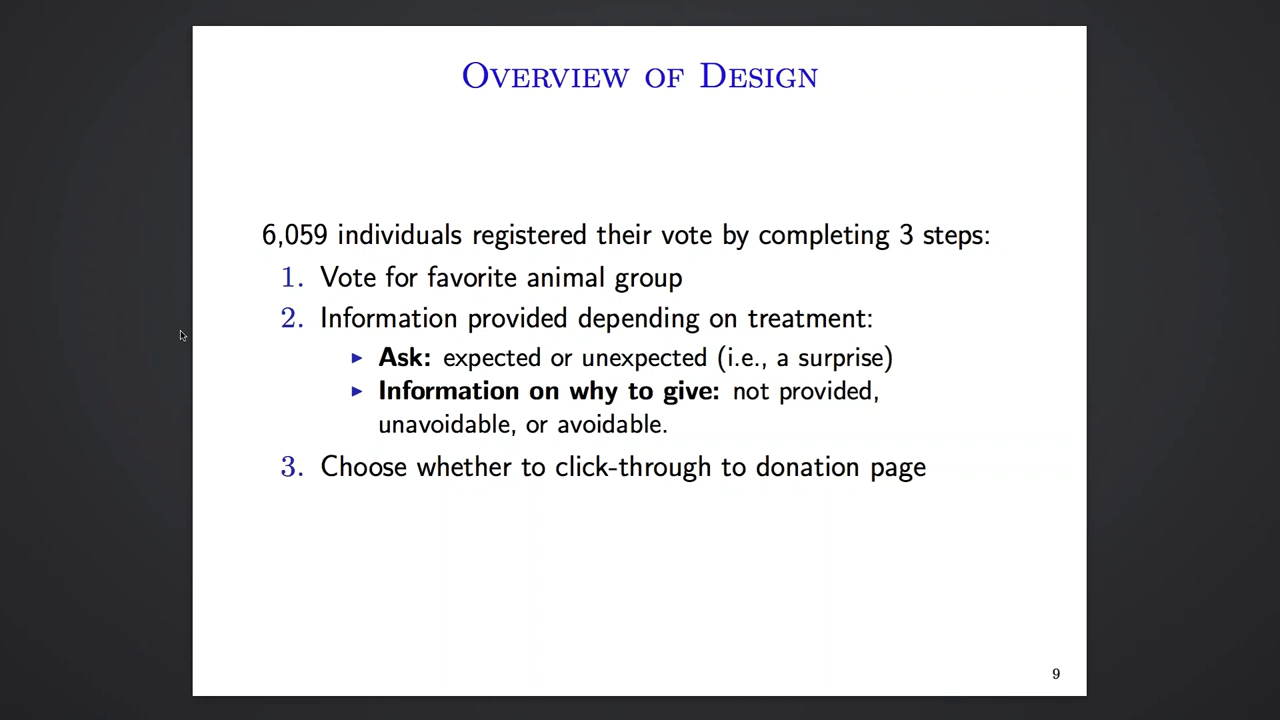 OVERVIEW OF DESIGN
6,059 individuals registered their vote by completing 3 steps:
1. Vote for favorite animal group
2. Information provided depending on treatment:
▶ Ask: expected or unexpected (i.e., a surprise)
▶ Information on why to give: not provided,
unavoidable, or avoidable.
3. Choose whether to click-through to donation page
9